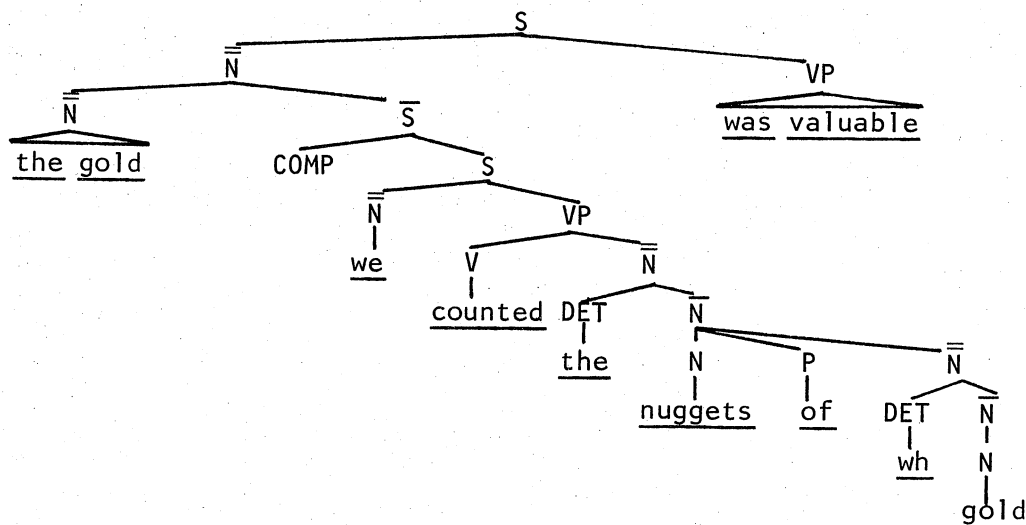 S
N̿ VP
N̿ S̅ was valuable
the gold COMP S
N̿ VP
we V N̿
counted DET N̅
the N P N̿
nuggets of DET N̅
wh N
gold